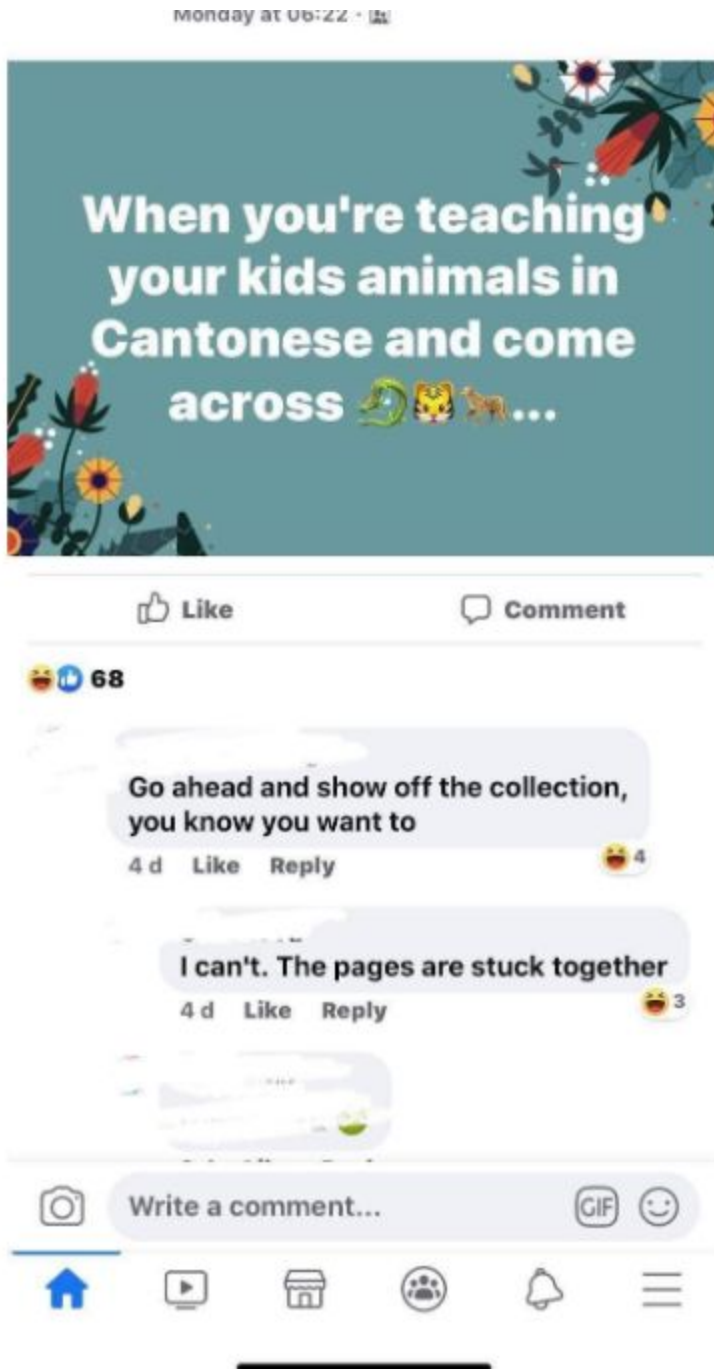 Monday at 06:22 ·
When you're teaching
your kids animals in
Cantonese and come
across 🐉🐯🐆...
Like
Comment
68
Go ahead and show off the collection,
you know you want to
4 d Like Reply
4
I can't. The pages are stuck together
4 d Like Reply
3
Write a comment...
GIF